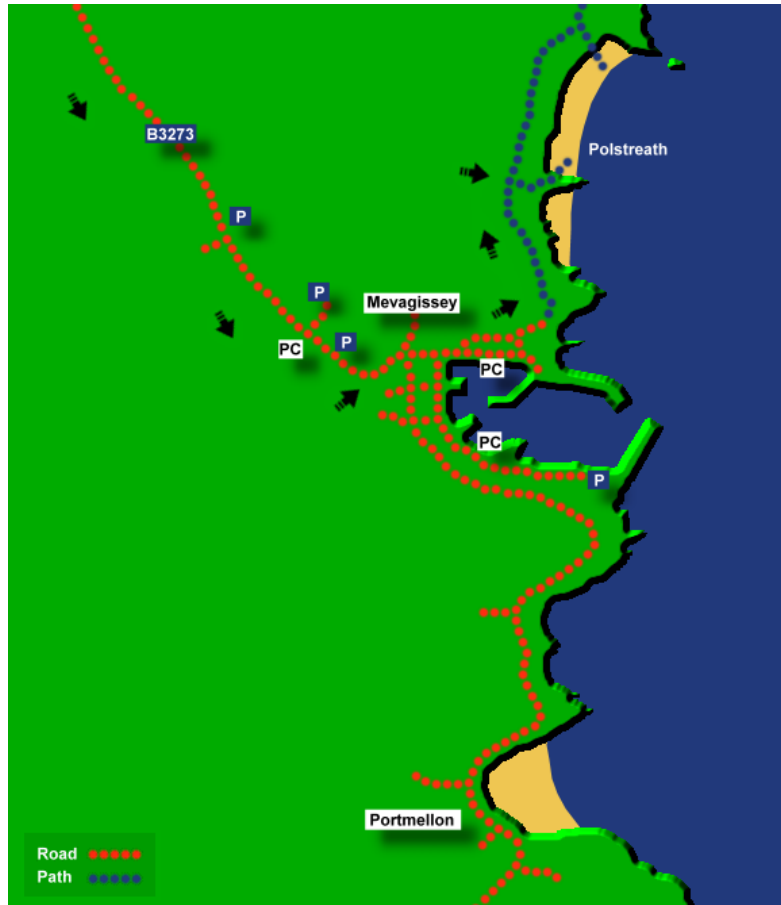 Polstreath
B3273
P
P
Mevagissey
P
PC
PC
PC
P
Portmellon
Road
Path